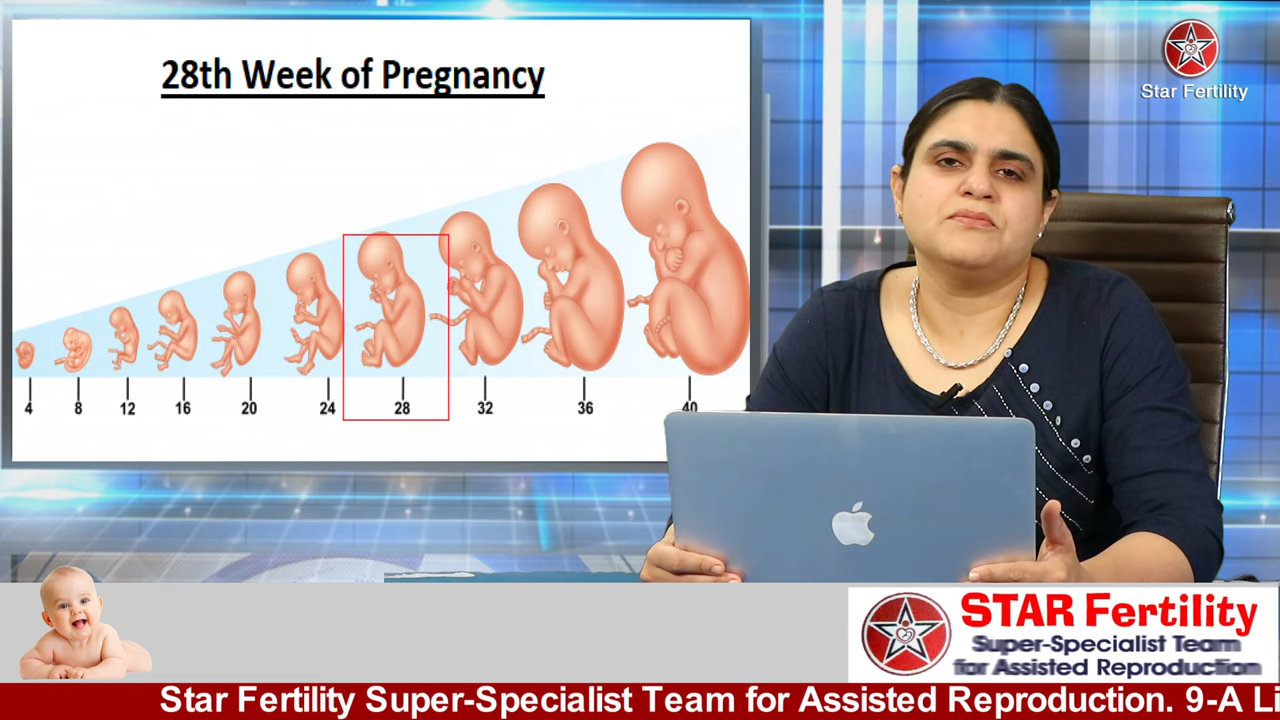 28th Week of Pregnancy
4 8 12 16 20 24 28 32 36 40
Star Fertility
STAR Fertility
Super-Specialist Team
for Assisted Reproduction
Star Fertility Super-Specialist Team for Assisted Reproduction. 9-A Li